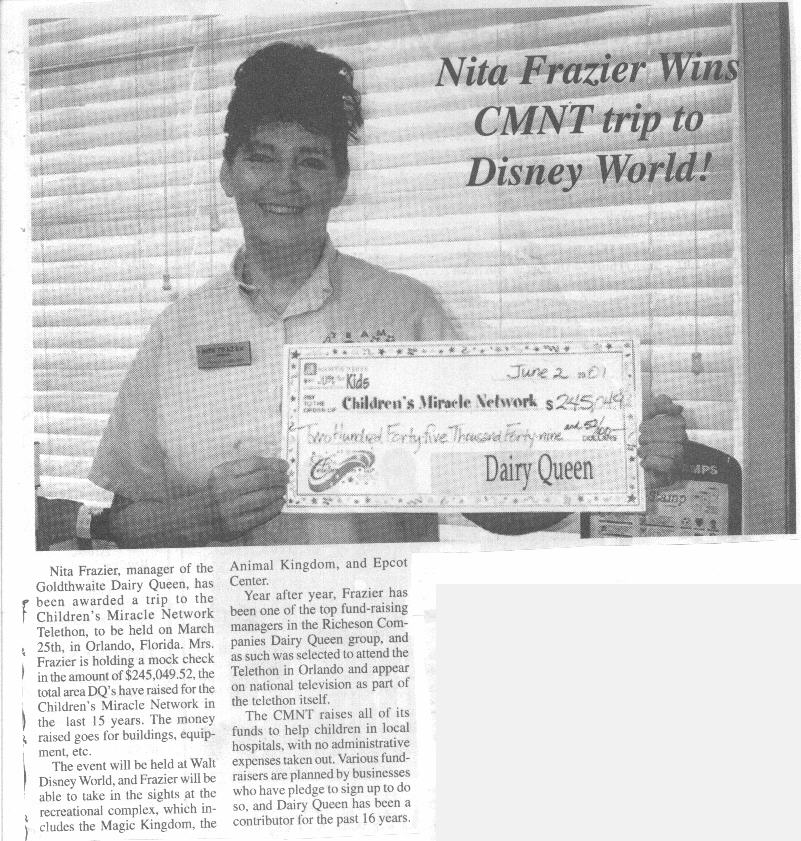 Nita Frazier Wins
CMNT trip to
Disney World!
NITA FRAZIER
TEAM
June 2 2001
Kids
PAY
TO THE
ORDER OF
Children's Miracle Network $ 245,049
Two Hundred Forty-five Thousand Forty-nine and 52/100
DOLLARS
Dairy Queen
Stamp
Nita Frazier, manager of the
Goldthwaite Dairy Queen, has
been awarded a trip to the
Children's Miracle Network
Telethon, to be held on March
25th, in Orlando, Florida. Mrs.
Frazier is holding a mock check
in the amount of $245,049.52, the
total area DQ's have raised for the
Children's Miracle Network in
the last 15 years. The money
raised goes for buildings, equip-
ment, etc.
The event will be held at Walt
Disney World, and Frazier will be
able to take in the sights at the
recreational complex, which in-
cludes the Magic Kingdom, the
Animal Kingdom, and Epcot
Center.
Year after year, Frazier has
been one of the top fund-raising
managers in the Richeson Com-
panies Dairy Queen group, and
as such was selected to attend the
Telethon in Orlando and appear
on national television as part of
the telethon itself.
The CMNT raises all of its
funds to help children in local
hospitals, with no administrative
expenses taken out. Various fund-
raisers are planned by businesses
who have pledge to sign up to do
so, and Dairy Queen has been a
contributor for the past 16 years.